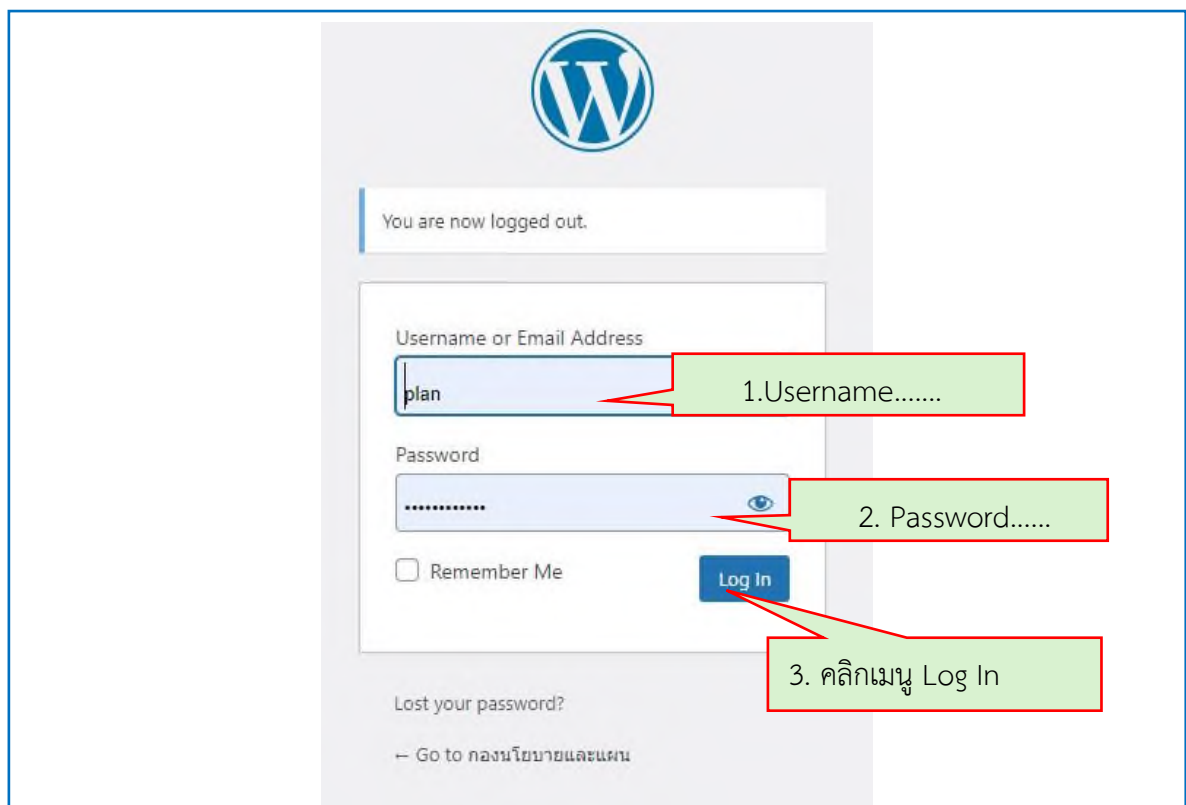 You are now logged out.
Username or Email Address
plan
1.Username.......
Password
............
2. Password......
Remember Me
Log In
3. คลิกเมนู Log In
Lost your password?
← Go to กองนโยบายและแผน